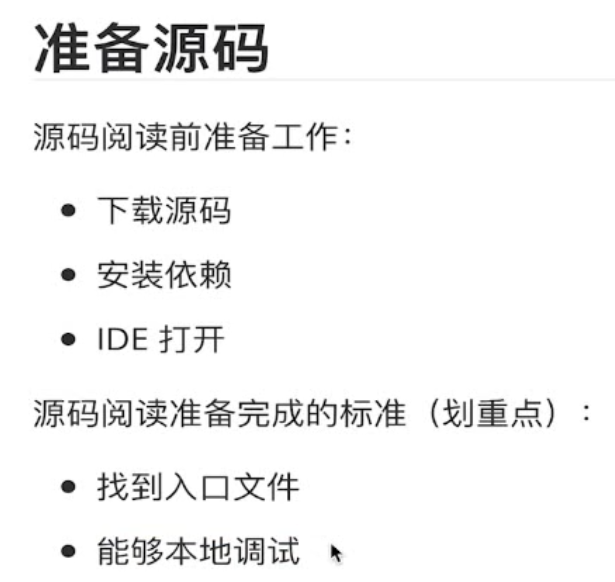 准备源码
源码阅读前准备工作：
下载源码
安装依赖
IDE 打开
源码阅读准备完成的标准（划重点）：
找到入口文件
能够本地调试